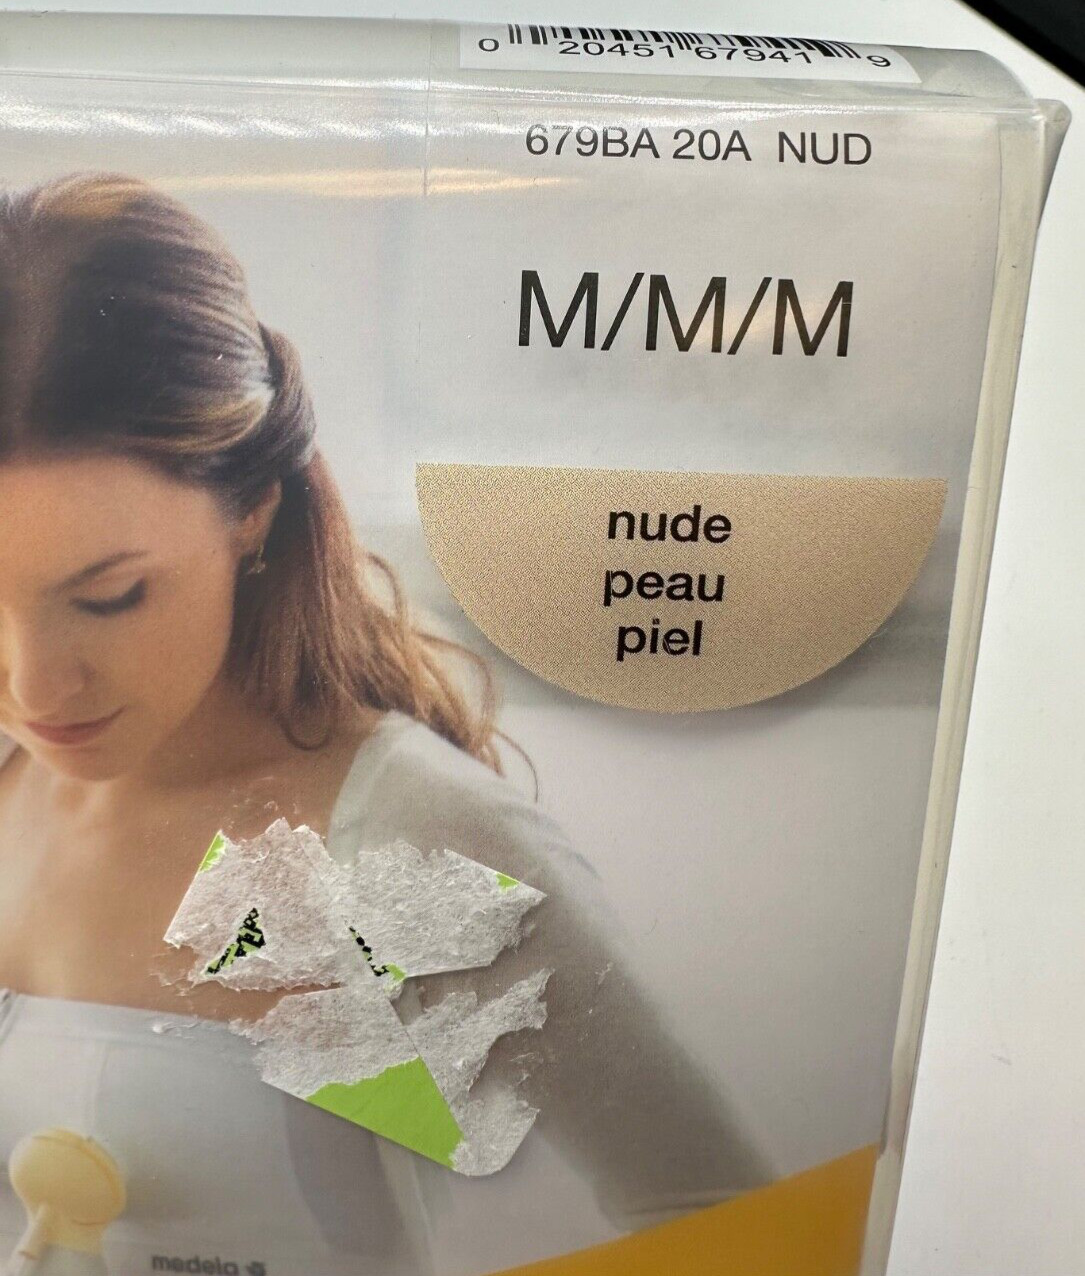 0 20451 67941 9
679BA 20A NUD
M/M/M
nude
peau
piel
medela